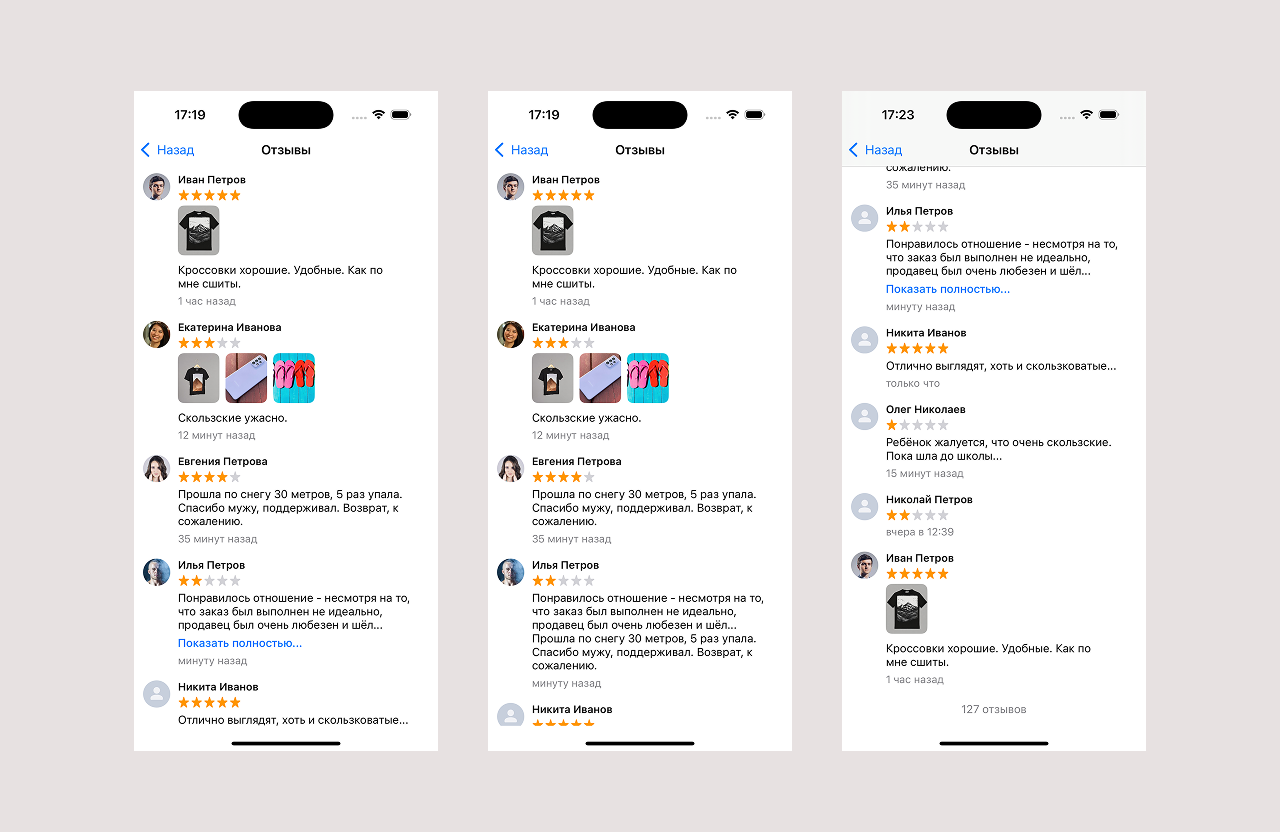 17:19
Назад
Отзывы
Иван Петров
Кроссовки хорошие. Удобные. Как по
мне сшиты.
1 час назад
Екатерина Иванова
Скользские ужасно.
12 минут назад
Евгения Петрова
Прошла по снегу 30 метров, 5 раз упала.
Спасибо мужу, поддерживал. Возврат, к
сожалению.
35 минут назад
Илья Петров
Понравилось отношение - несмотря на то,
что заказ был выполнен не идеально,
продавец был очень любезен и шёл...
Показать полностью...
минуту назад
Никита Иванов
Отлично выглядят, хоть и скользковатые...
17:19
Назад
Отзывы
Иван Петров
Кроссовки хорошие. Удобные. Как по
мне сшиты.
1 час назад
Екатерина Иванова
Скользские ужасно.
12 минут назад
Евгения Петрова
Прошла по снегу 30 метров, 5 раз упала.
Спасибо мужу, поддерживал. Возврат, к
сожалению.
35 минут назад
Илья Петров
Понравилось отношение - несмотря на то,
что заказ был выполнен не идеально,
продавец был очень любезен и шёл...
Прошла по снегу 30 метров, 5 раз упала.
Спасибо мужу, поддерживал. Возврат, к
сожалению.
минуту назад
Никита Иванов
17:23
Назад
Отзывы
сожалению.
35 минут назад
Илья Петров
Понравилось отношение - несмотря на то,
что заказ был выполнен не идеально,
продавец был очень любезен и шёл...
Показать полностью...
минуту назад
Никита Иванов
Отлично выглядят, хоть и скользковатые...
только что
Олег Николаев
Ребёнок жалуется, что очень скользские.
Пока шла до школы...
15 минут назад
Николай Петров
вчера в 12:39
Иван Петров
Кроссовки хорошие. Удобные. Как по
мне сшиты.
1 час назад
127 отзывов